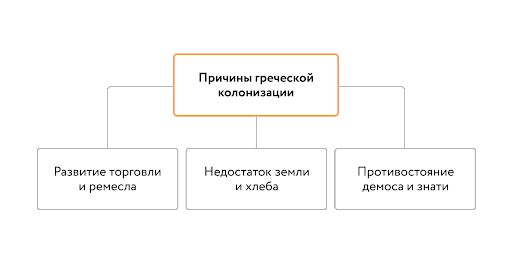 Причины греческой
колонизации
Развитие торговли
и ремесла
Недостаток земли
и хлеба
Противостояние
демоса и знати